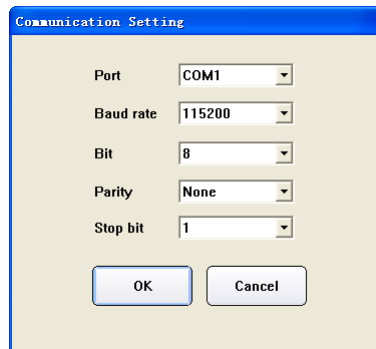 Communication Setting
Port COM1
Baud rate 115200
Bit 8
Parity None
Stop bit 1
OK Cancel